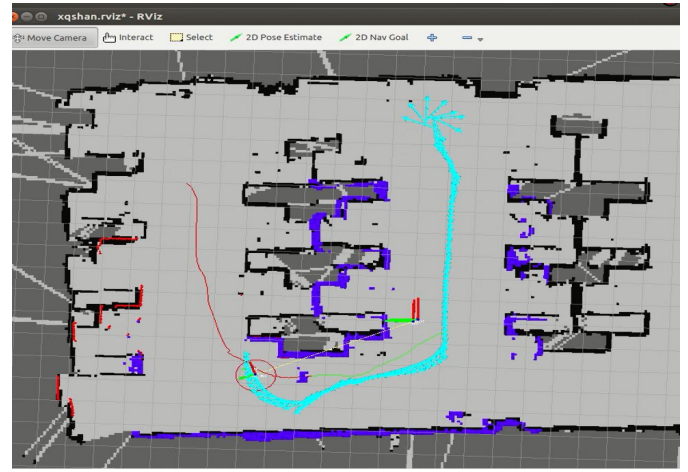 xqshan.rviz* - RViz
Move Camera Interact Select 2D Pose Estimate 2D Nav Goal